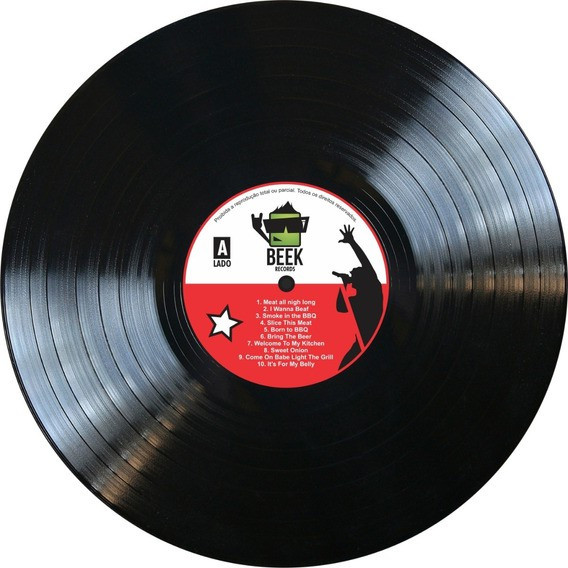 Proibida a reprodução total ou parcial. Todos os direitos reservados.
A
LADO
BEEK
RECORDS
1. Meat all nigh long
2. I Wanna Beaf
3. Smoke in the BBQ
4. Slice This Meat
5. Born to BBQ
6. Bring The Beer
7. Welcome To My Kitchen
8. Sweet Onion
9. Come On Babe Light The Grill
10. It's For My Belly